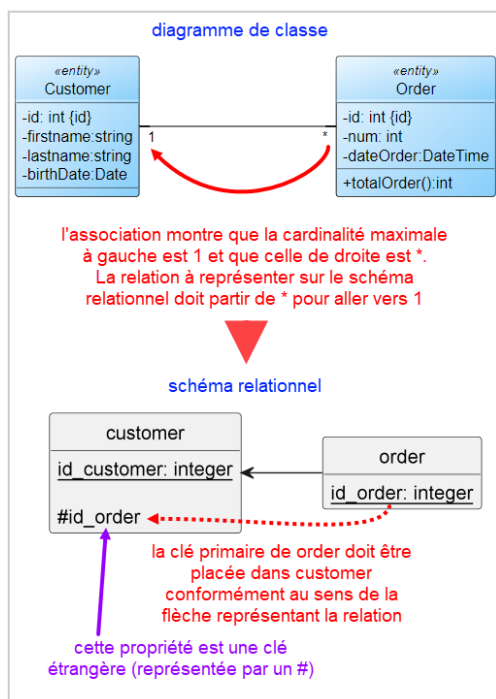 diagramme de classe
«entity»
Customer
-id: int {id}
-firstname:string
-lastname:string
-birthDate:Date
1
*
«entity»
Order
-id: int {id}
-num: int
-dateOrder:DateTime
+totalOrder():int
l'association montre que la cardinalité maximale
à gauche est 1 et que celle de droite est *.
La relation à représenter sur le schéma
relationnel doit partir de * pour aller vers 1
schéma relationnel
customer
id_customer: integer
#id_order
order
id_order: integer
la clé primaire de order doit être
placée dans customer
conformément au sens de la
flèche représentant la relation
cette propriété est une clé
étrangère (représentée par un #)